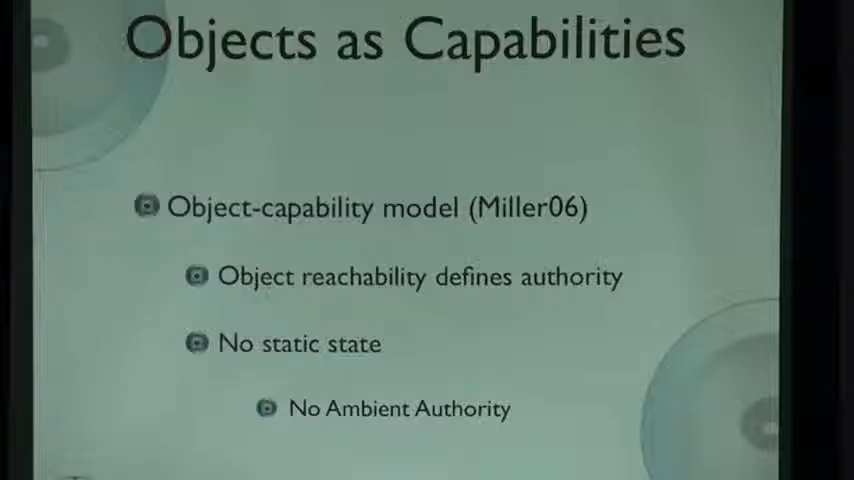 Objects as Capabilities
Object-capability model (Miller06)
Object reachability defines authority
No static state
No Ambient Authority